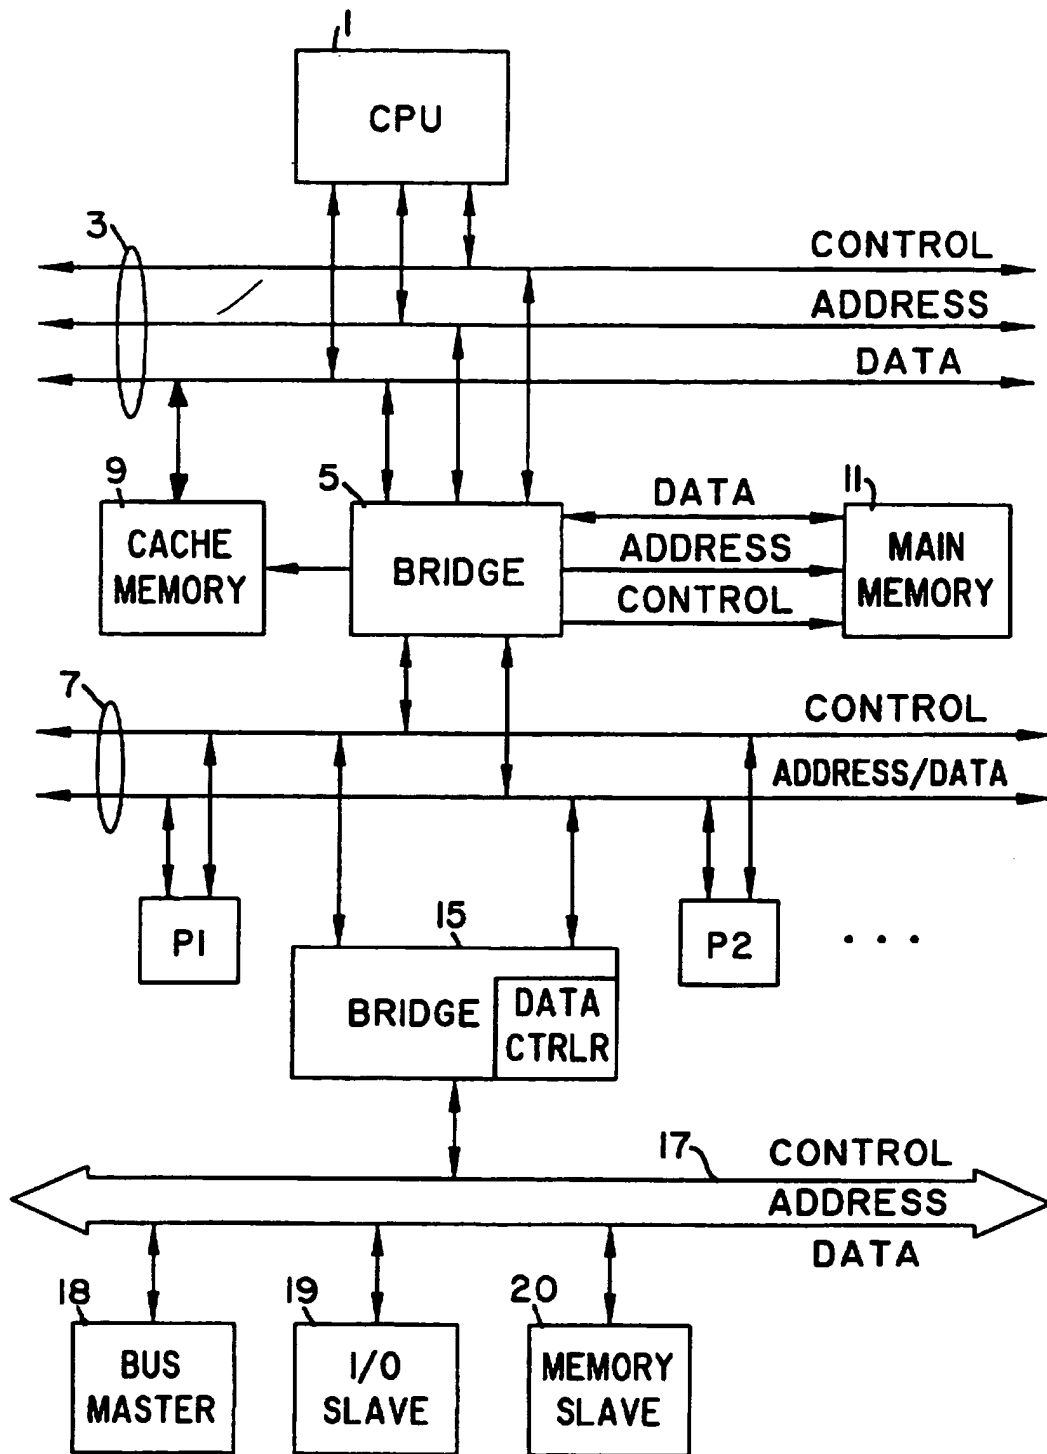 1
CPU
3
CONTROL
ADDRESS
DATA
9
CACHE
MEMORY
5
BRIDGE
DATA
ADDRESS
CONTROL
11
MAIN
MEMORY
7
CONTROL
ADDRESS/DATA
P1
15
BRIDGE
DATA
CTRLR
P2
. . .
17
CONTROL
ADDRESS
DATA
18
BUS
MASTER
19
I/O
SLAVE
20
MEMORY
SLAVE